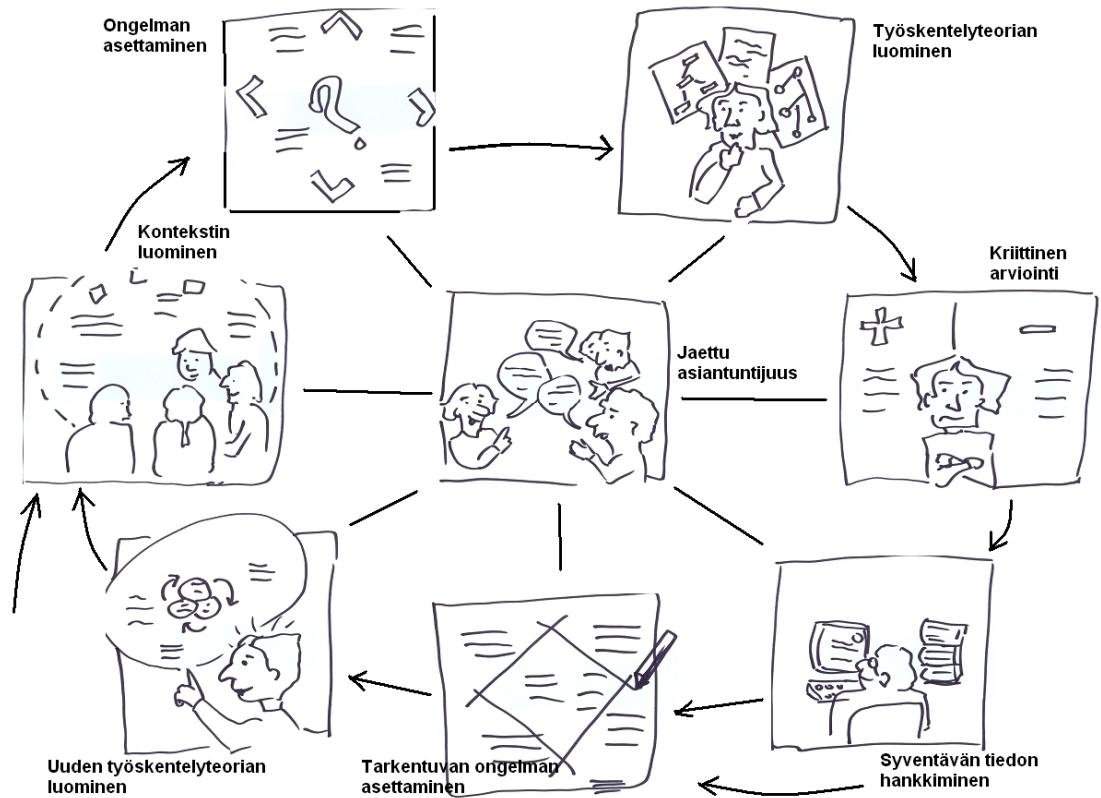 Ongelman
asettaminen
Työskentelyteorian
luominen
Kontekstin
luominen
Kriittinen
arviointi
Jaettu
asiantuntijuus
Uuden työskentelyteorian
luominen
Tarkentuvan ongelman
asettaminen
Syventävän tiedon
hankkiminen
?